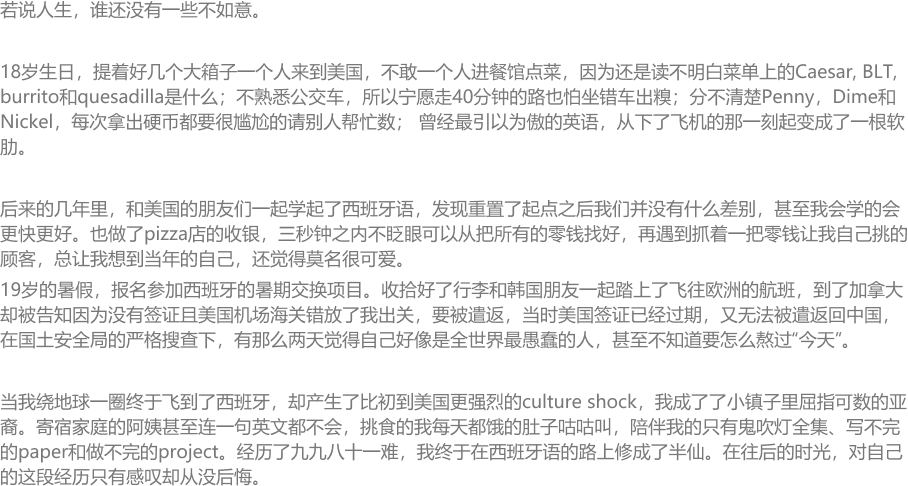 若说人生，谁还没有一些不如意。
18岁生日，提着好几个大箱子一个人来到美国，不敢一个人进餐馆点菜，因为还是读不明白菜单上的Caesar, BLT,
burrito和quesadilla是什么；不熟悉公交车，所以宁愿走40分钟的路也怕坐错车出糗；分不清楚Penny，Dime和
Nickel，每次拿出硬币都要很尴尬的请别人帮忙数； 曾经最引以为傲的英语，从下了飞机的那一刻起变成了一根软
肋。
后来的几年里，和美国的朋友们一起学起了西班牙语，发现重置了起点之后我们并没有什么差别，甚至我会学的会
更快更好。也做了pizza店的收银，三秒钟之内不眨眼可以从把所有的零钱找好，再遇到抓着一把零钱让我自己挑的
顾客，总让我想到当年的自己，还觉得莫名很可爱。
19岁的暑假，报名参加西班牙的暑期交换项目。收拾好了行李和韩国朋友一起踏上了飞往欧洲的航班，到了加拿大
却被告知因为没有签证且美国机场海关错放了我出关，要被遣返，当时美国签证已经过期，又无法被遣返回中国，
在国土安全局的严格搜查下，有那么两天觉得自己好像是全世界最愚蠢的人，甚至不知道要怎么熬过“今天”。
当我绕地球一圈终于飞到了西班牙，却产生了比初到美国更强烈的culture shock，我成了了小镇子里屈指可数的亚
裔。寄宿家庭的阿姨甚至连一句英文都不会，挑食的我每天都饿的肚子咕咕叫，陪伴我的只有鬼吹灯全集、写不完
的paper和做不完的project。经历了九九八十一难，我终于在西班牙语的路上修成了半仙。在往后的时光，对自己
的这段经历只有感叹却从没后悔。